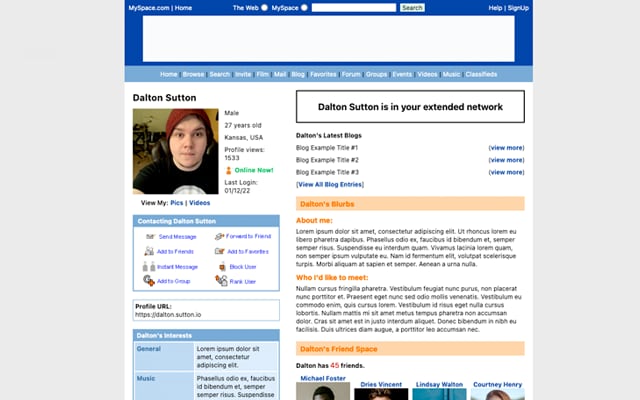 MySpace.com | Home
The Web MySpace Search
Help | SignUp
Home | Browse | Search | Invite | Film | Mail | Blog | Favorites | Forum | Groups | Events | Videos | Music | Classifieds
Dalton Sutton
Male
27 years old
Kansas, USA
Profile views:
1533
Online Now!
Last Login:
01/12/22
View My: Pics | Videos
Contacting Dalton Sutton
Send Message
Forward to Friend
Add to Friends
Add to Favorites
Instant Message
Block User
Add to Group
Rank User
Profile URL:
https://dalton.sutton.io
Dalton's Interests
General
Lorem ipsum dolor sit
amet, consectetur
adipiscing elit.
Music
Phasellus odio ex, faucibus
id bibendum et, semper
semper risus. Suspendisse
Dalton Sutton is in your extended network
Dalton's Latest Blogs
Blog Example Title #1 (view more)
Blog Example Title #2 (view more)
Blog Example Title #3 (view more)
[View All Blog Entries]
Dalton's Blurbs
About me:
Lorem ipsum dolor sit amet, consectetur adipiscing elit. Ut rhoncus lorem eu
libero pharetra dapibus. Phasellus odio ex, faucibus id bibendum et, semper
semper risus. Suspendisse eu interdum quam. Vivamus lacinia lorem quam,
non semper ipsum vulputate eu. Nam id fermentum elit, volutpat scelerisque
turpis. Morbi aliquam at sapien et semper. Aenean a urna nulla.
Who I'd like to meet:
Nullam cursus fringilla pharetra. Vestibulum feugiat nunc purus, non placerat
nunc porttitor et. Praesent eget nunc sed odio mollis venenatis. Vestibulum eu
commodo enim, quis cursus lorem. Vestibulum id risus eget nulla cursus
lobortis. Nullam mattis mi sit amet metus tempus pharetra non accumsan
dolor. Cras sit amet est in justo interdum aliquet. Donec bibendum in nibh eu
facilisis. Duis ultrices diam augue, a porttitor leo accumsan nec.
Dalton's Friend Space
Dalton has 45 friends.
Michael Foster
Dries Vincent
Lindsay Walton
Courtney Henry